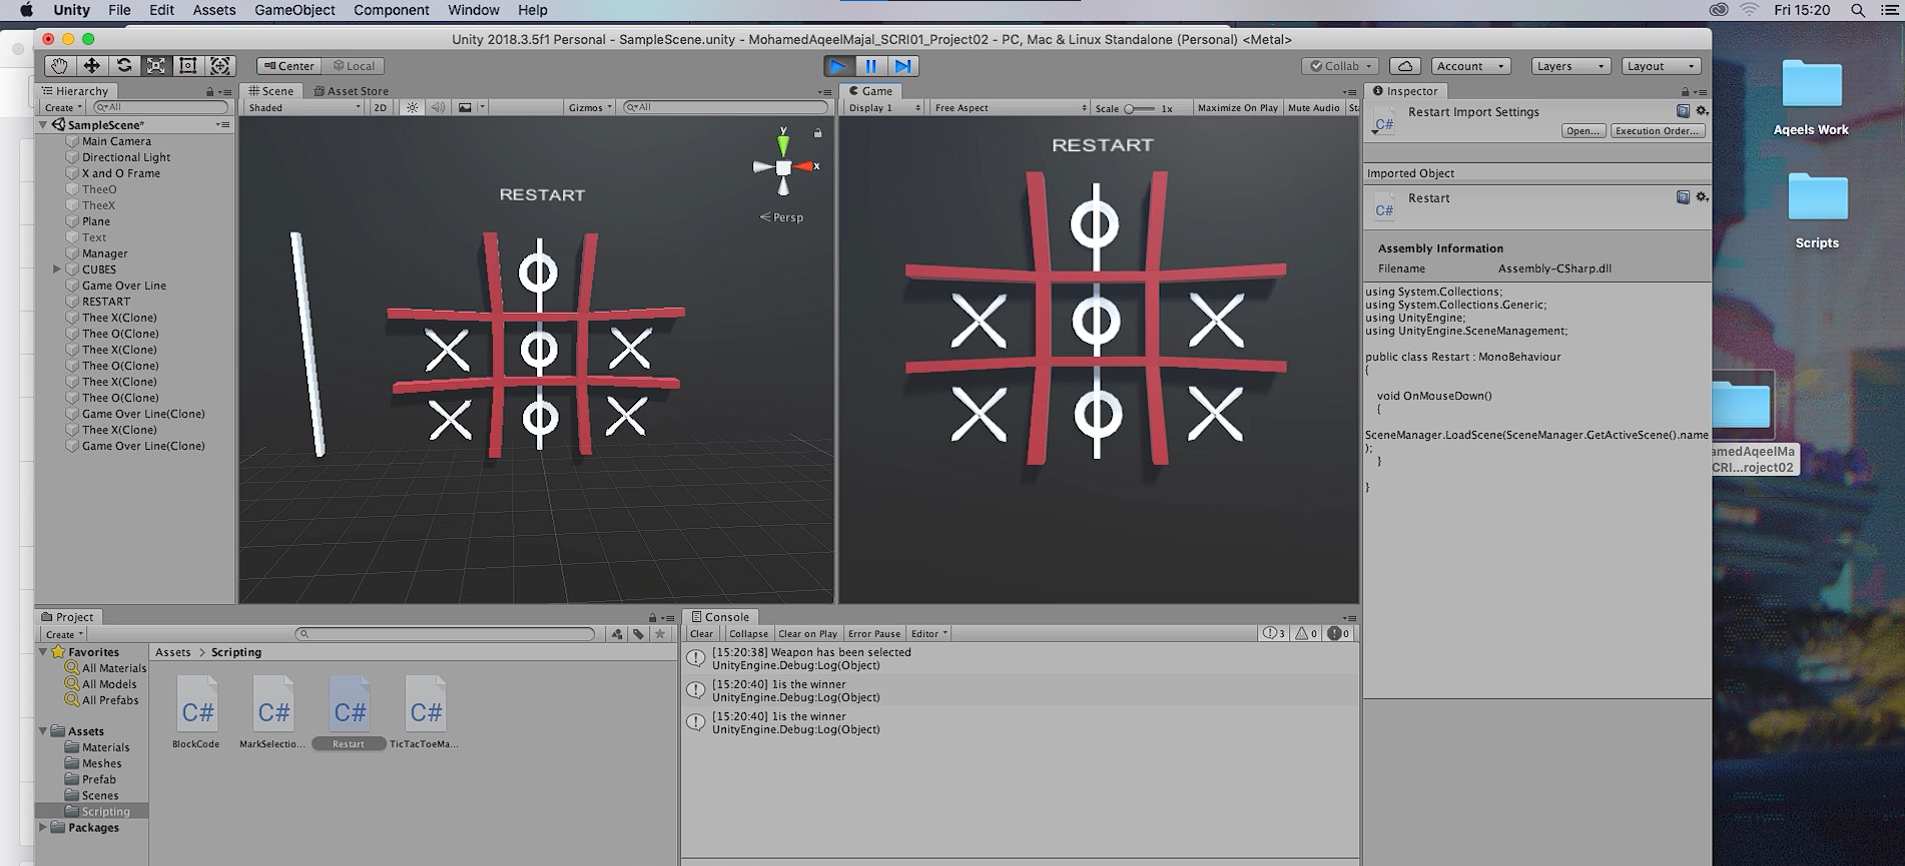 Unity File Edit Assets GameObject Component Window Help
Fri 15:20
Unity 2018.3.5f1 Personal - SampleScene.unity - MohamedAqeelMajal_SCRI01_Project02 - PC, Mac & Linux Standalone (Personal) <Metal>
Center Local
Collab Account Layers Layout
Hierarchy
Create All
SampleScene*
Main Camera
Directional Light
X and O Frame
TheeO
TheeX
Plane
Text
Manager
CUBES
Game Over Line
RESTART
Thee X(Clone)
Thee O(Clone)
Thee X(Clone)
Thee O(Clone)
Thee X(Clone)
Thee O(Clone)
Game Over Line(Clone)
Thee X(Clone)
Game Over Line(Clone)
Scene Asset Store
Shaded 2D Gizmos All
RESTART
y
x
Persp
Game
Display 1 Free Aspect Scale 1x Maximize On Play Mute Audio Sta
RESTART
Inspector
C# Restart Import Settings
Open... Execution Order...
Imported Object
C# Restart
Assembly Information
Filename Assembly-CSharp.dll
using System.Collections;
using System.Collections.Generic;
using UnityEngine;
using UnityEngine.SceneManagement;
public class Restart : MonoBehaviour
{
void OnMouseDown()
{
SceneManager.LoadScene(SceneManager.GetActiveScene().name
);
}
}
Project
Create
Favorites
All Materials
All Models
All Prefabs
Assets
Materials
Meshes
Prefab
Scenes
Scripting
Packages
Assets > Scripting
C# C# C# C#
BlockCode MarkSelectio... Restart TicTacToeMa...
Console
Clear Collapse Clear on Play Error Pause Editor 3 0 0
[15:20:38] Weapon has been selected
UnityEngine.Debug:Log(Object)
[15:20:40] 1is the winner
UnityEngine.Debug:Log(Object)
[15:20:40] 1is the winner
UnityEngine.Debug:Log(Object)
Aqeels Work
Scripts
amedAqeelMa
CRI...roject02